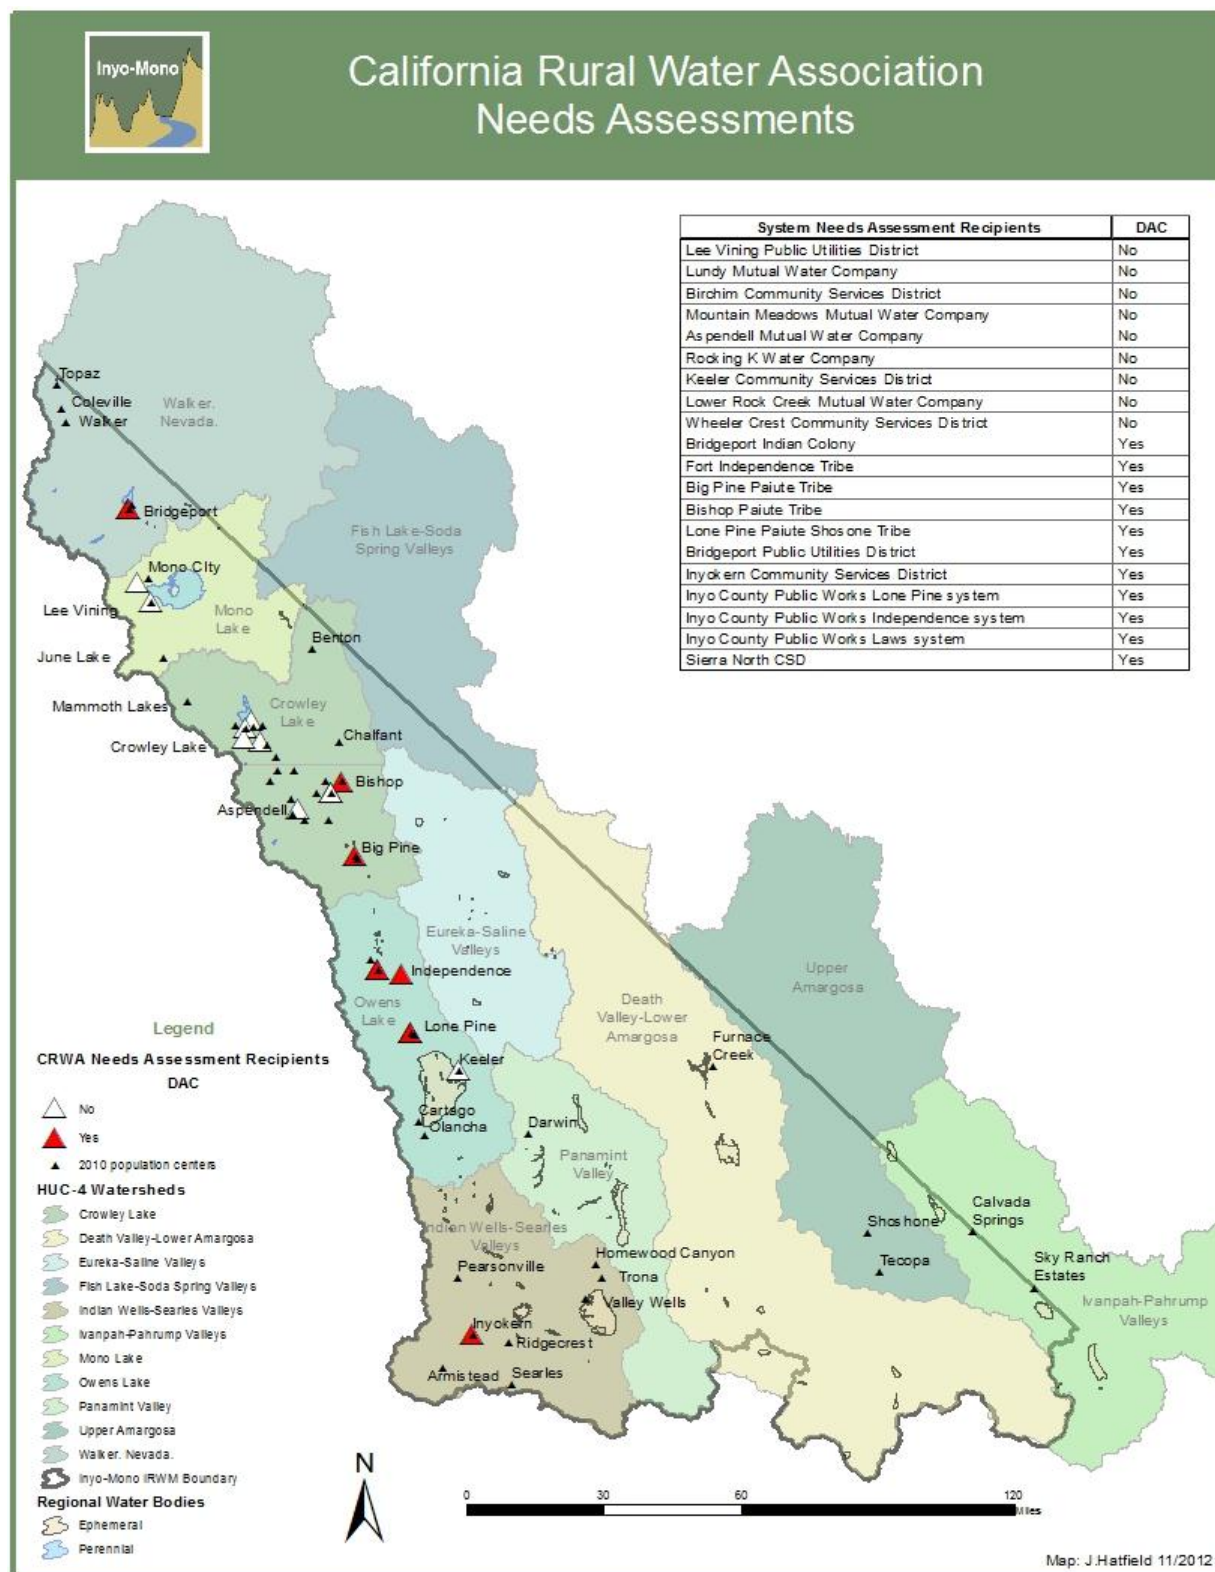 Inyo-Mono
California Rural Water Association
Needs Assessments
System Needs Assessment Recipients DAC
Lee Vining Public Utilities District No
Lundy Mutual Water Company No
Birchim Community Services District No
Mountain Meadows Mutual Water Company No
Aspendell Mutual Water Company No
Rocking K Water Company No
Keeler Community Services District No
Lower Rock Creek Mutual Water Company No
Wheeler Crest Community Services District No
Bridgeport Indian Colony Yes
Fort Independence Tribe Yes
Big Pine Paiute Tribe Yes
Bishop Paiute Tribe Yes
Lone Pine Paiute Shosone Tribe Yes
Bridgeport Public Utilities District Yes
Inyokern Community Services District Yes
Inyo County Public Works Lone Pine system Yes
Inyo County Public Works Independence system Yes
Inyo County Public Works Laws system Yes
Sierra North CSD Yes
Topaz
Coleville
Walker
Walker.
Nevada.
Bridgeport
Fish Lake-Soda
Spring Valleys
Mono CIty
Lee Vining
Mono
Lake
Benton
June Lake
Mammoth Lakes
Crowley
Lake
Chalfant
Crowley Lake
Bishop
Aspendell
Big Pine
Eureka-Saline
Valleys
Independence
Owens
Lake
Lone Pine
Keeler
Death
Valley-Lower
Amargosa
Upper
Amargosa
Furnace
Creek
Cartago
Olancha
Darwin
Panamint
Valley
Indian Wells-Searles
Valleys
Homewood Canyon
Pearsonville
Trona
Valley Wells
Inyokern
Ridgecrest
Armistead
Searles
Shoshone
Tecopa
Calvada
Springs
Sky Ranch
Estates
Ivanpah-Pahrump
Valleys
Legend
CRWA Needs Assessment Recipients
DAC
No
Yes
2010 population centers
HUC-4 Watersheds
Crowley Lake
Death Valley-Lower Amargosa
Eureka-Saline Valleys
Fish Lake-Soda Spring Valleys
Indian Wells-Searles Valleys
Ivanpah-Pahrump Valleys
Mono Lake
Owens Lake
Panamint Valley
Upper Amargosa
Walker. Nevada.
Inyo-Mono IRWM Boundary
Regional Water Bodies
Ephemeral
Perennial
N
0 30 60 120
Miles
Map: J.Hatfield 11/2012